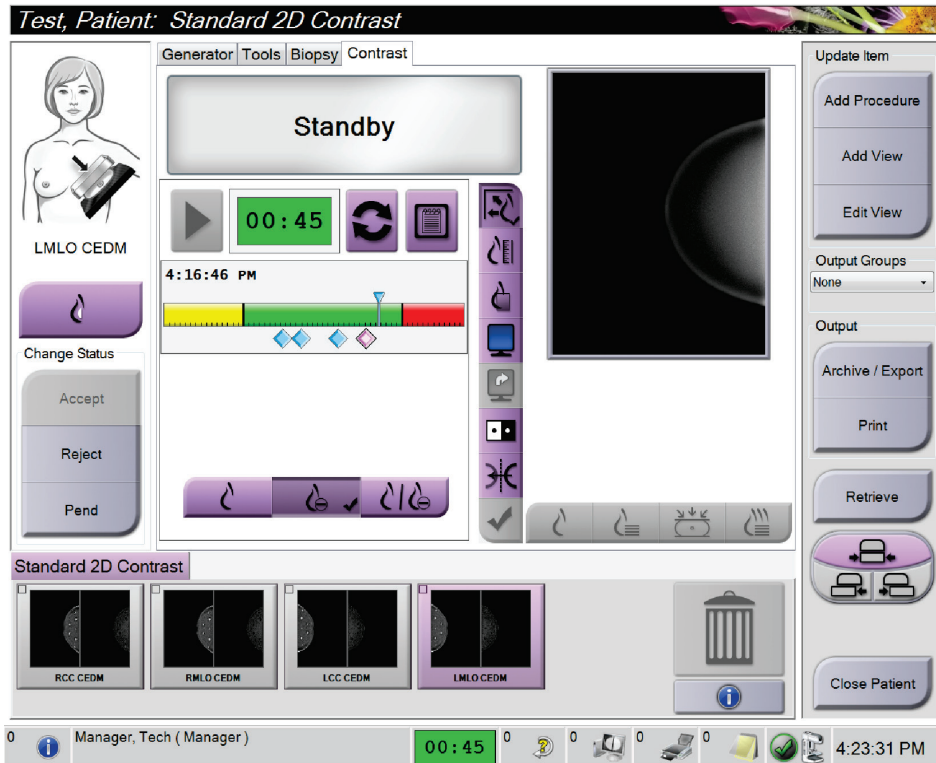 Test, Patient: Standard 2D Contrast
Generator Tools Biopsy Contrast
Standby
LMLO CEDM
00:45
4:16:46 PM
Change Status
Accept
Reject
Pend
Update Item
Add Procedure
Add View
Edit View
Output Groups
None
Output
Archive / Export
Print
Retrieve
Close Patient
Standard 2D Contrast
RCC CEDM
RMLO CEDM
LCC CEDM
LMLO CEDM
0
Manager, Tech ( Manager )
00:45
0
0
0
0
4:23:31 PM